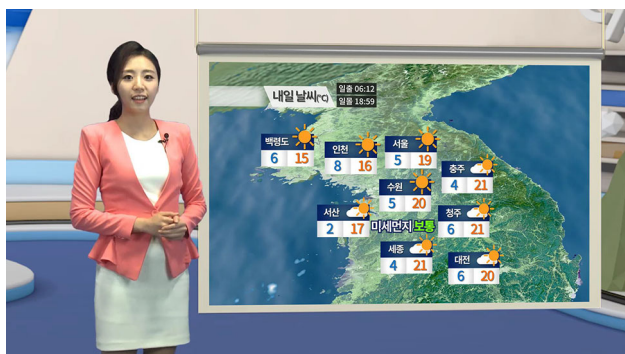 내일 날씨(℃)
일출 06:12
일몰 18:59
백령도
6 15
인천
8 16
서울
5 19
충주
4 21
수원
5 20
서산
2 17
미세먼지 보통
청주
6 21
세종
4 21
대전
6 20